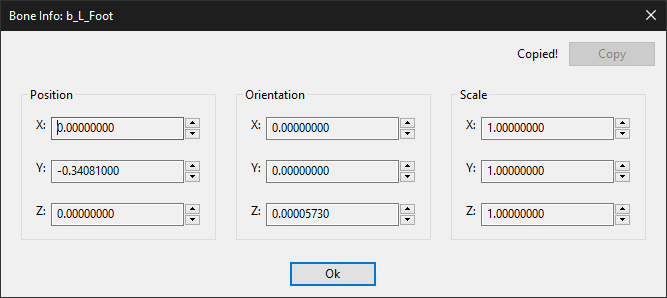 Bone Info: b_L_Foot
Copied! Copy
Position Orientation Scale
X: 0.00000000 X: 0.00000000 X: 1.00000000
Y: -0.34081000 Y: 0.00000000 Y: 1.00000000
Z: 0.00000000 Z: 0.00005730 Z: 1.00000000
Ok